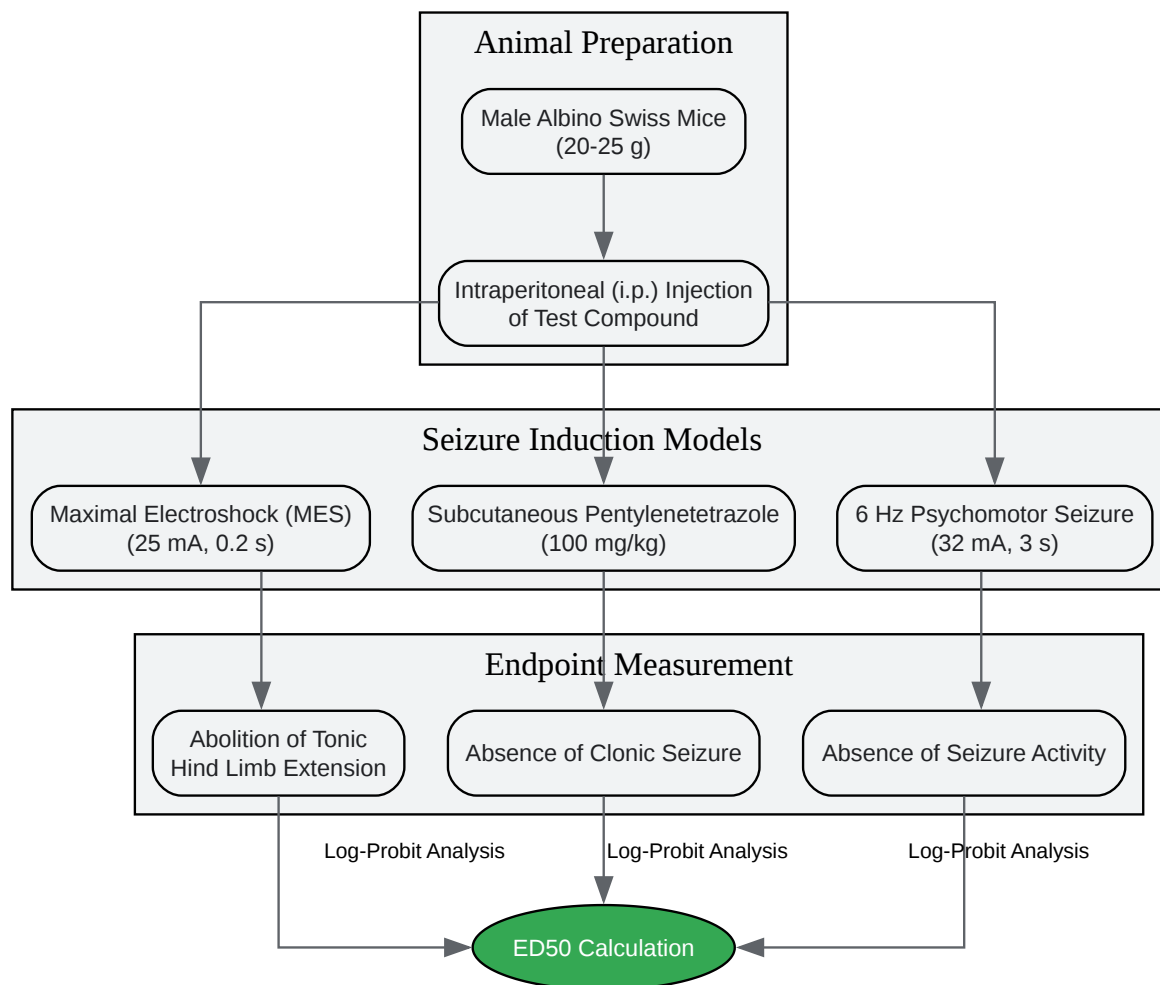 Animal Preparation
Male Albino Swiss Mice
(20-25 g)
Intraperitoneal (i.p.) Injection
of Test Compound
Seizure Induction Models
Maximal Electroshock (MES)
(25 mA, 0.2 s)
Subcutaneous Pentylenetetrazole
(100 mg/kg)
6 Hz Psychomotor Seizure
(32 mA, 3 s)
Endpoint Measurement
Abolition of Tonic
Hind Limb Extension
Absence of Clonic Seizure
Absence of Seizure Activity
Log-Probit Analysis
Log-Probit Analysis
Log-Probit Analysis
ED50 Calculation